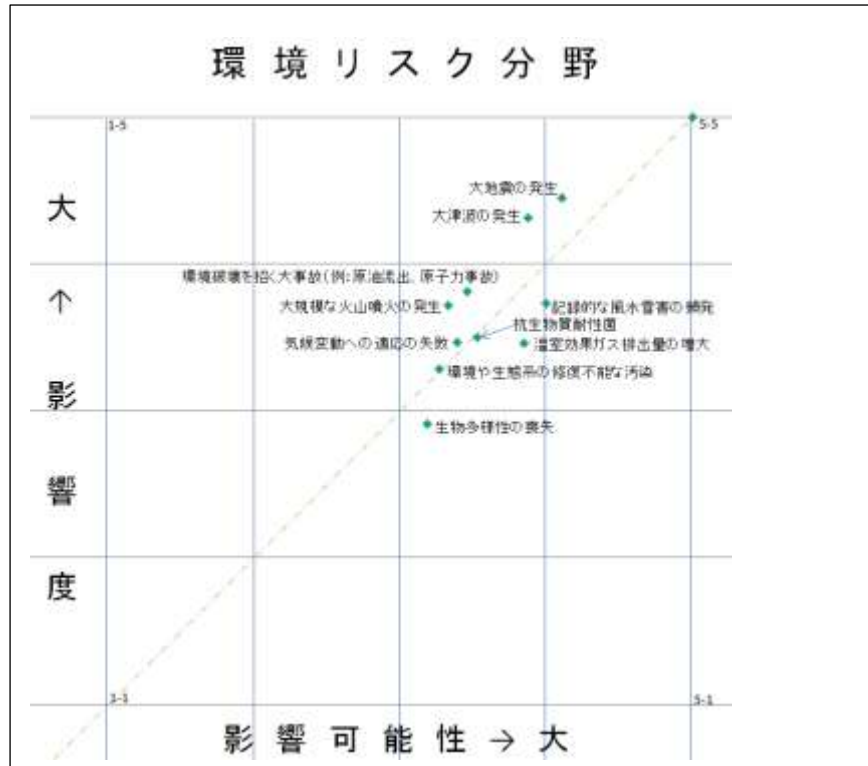 環境リスク分野
1-5
5-5
大地震の発生
大
大津波の発生
環境破壊を招く大事故(例:原油流出、原子力事故)
↑
大規模な火山噴火の発生
記録的な風水雪害の頻発
抗生物質耐性菌
気候変動への適応の失敗
温室効果ガス排出量の増大
環境や生態系の修復不能な汚染
影
生物多様性の喪失
響
度
1-1
5-1
影響可能性→大